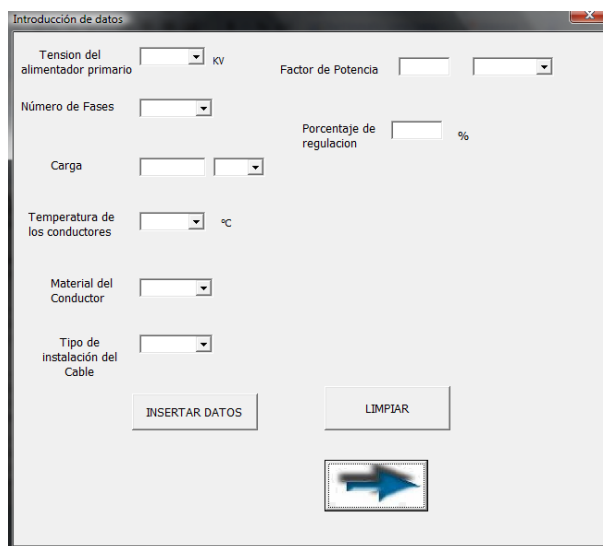 Introducción de datos
Tension del
alimentador primario
KV
Factor de Potencia
Número de Fases
Porcentaje de
regulacion
%
Carga
Temperatura de
los conductores
ºC
Material del
Conductor
Tipo de
instalación del
Cable
INSERTAR DATOS
LIMPIAR